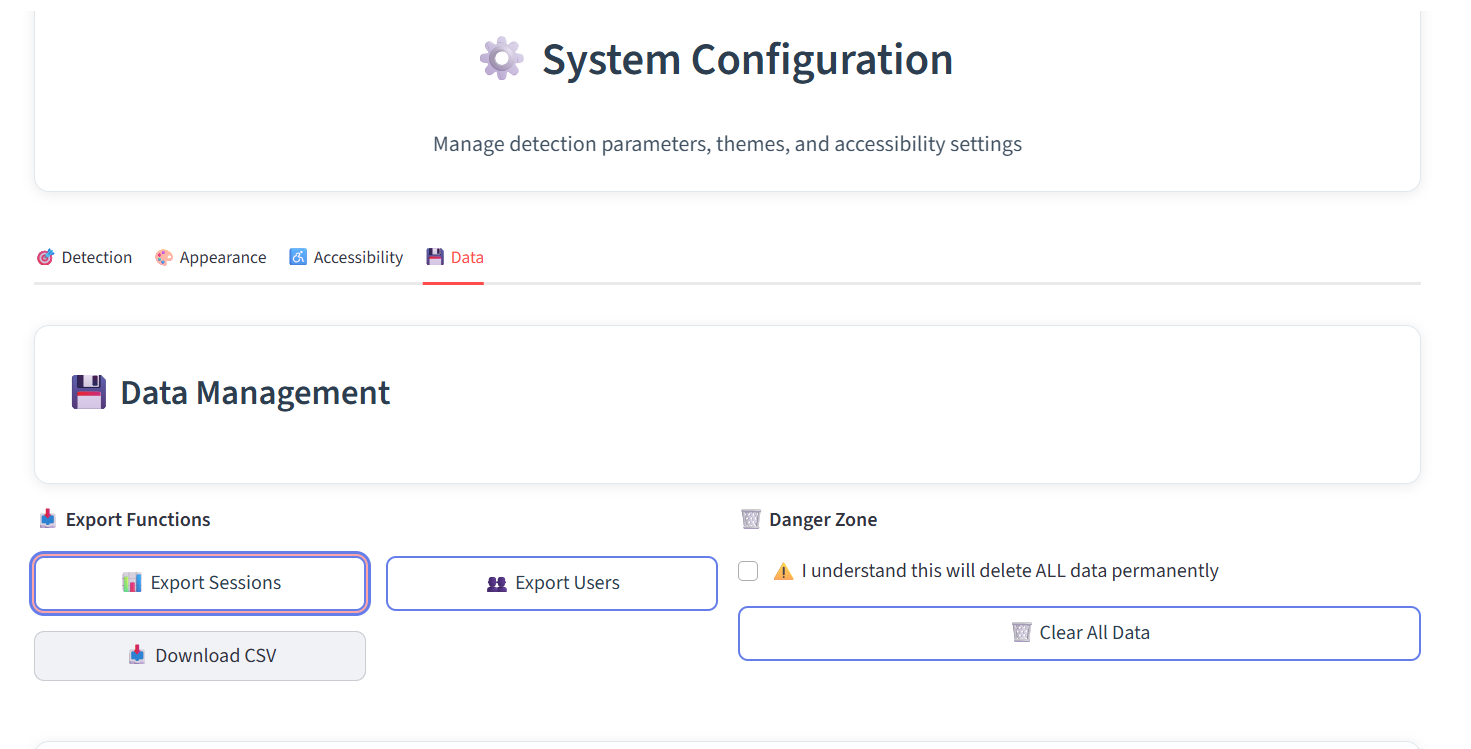 System Configuration
Manage detection parameters, themes, and accessibility settings
Detection Appearance Accessibility Data
Data Management
Export Functions
Export Sessions Export Users
Download CSV
Danger Zone
I understand this will delete ALL data permanently
Clear All Data